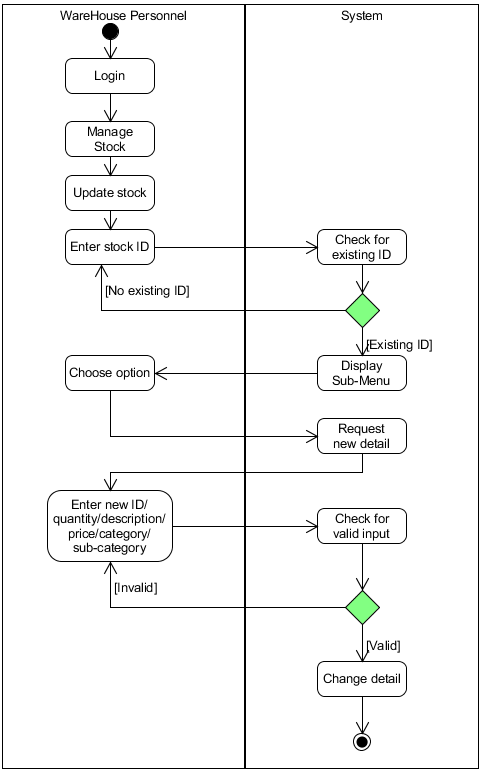 WareHouse Personnel
System
Login
Manage
Stock
Update stock
Enter stock ID
Check for
existing ID
[No existing ID]
[Existing ID]
Choose option
Display
Sub-Menu
Request
new detail
Enter new ID/
quantity/description/
price/category/
sub-category
Check for
valid input
[Invalid]
[Valid]
Change detail